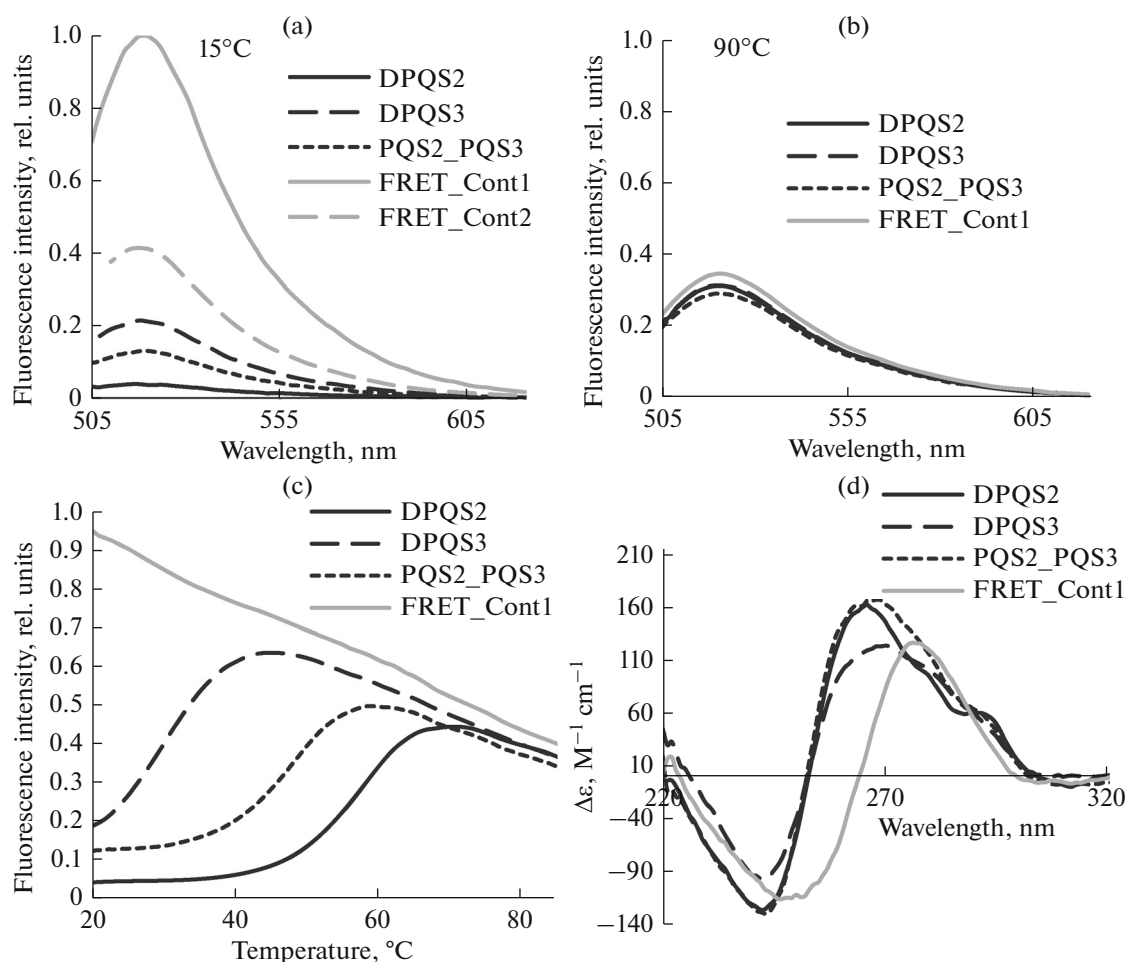 (a)
15°C
Fluorescence intensity, rel. units
1.0
0.8
0.6
0.4
0.2
0
505
555
605
Wavelength, nm
DPQS2
DPQS3
PQS2_PQS3
FRET_Cont1
FRET_Cont2
(b)
90°C
Fluorescence intensity, rel. units
1.0
0.8
0.6
0.4
0.2
0
505
555
605
Wavelength, nm
DPQS2
DPQS3
PQS2_PQS3
FRET_Cont1
(c)
Fluorescence intensity, rel. units
1.0
0.9
0.8
0.7
0.6
0.5
0.4
0.3
0.2
0.1
0
20
40
60
80
Temperature, °C
DPQS2
DPQS3
PQS2_PQS3
FRET_Cont1
(d)
DPQS2
DPQS3
PQS2_PQS3
FRET_Cont1
Δε, M⁻¹ cm⁻¹
210
160
110
60
10
−40
−90
−140
220
270
320
Wavelength, nm